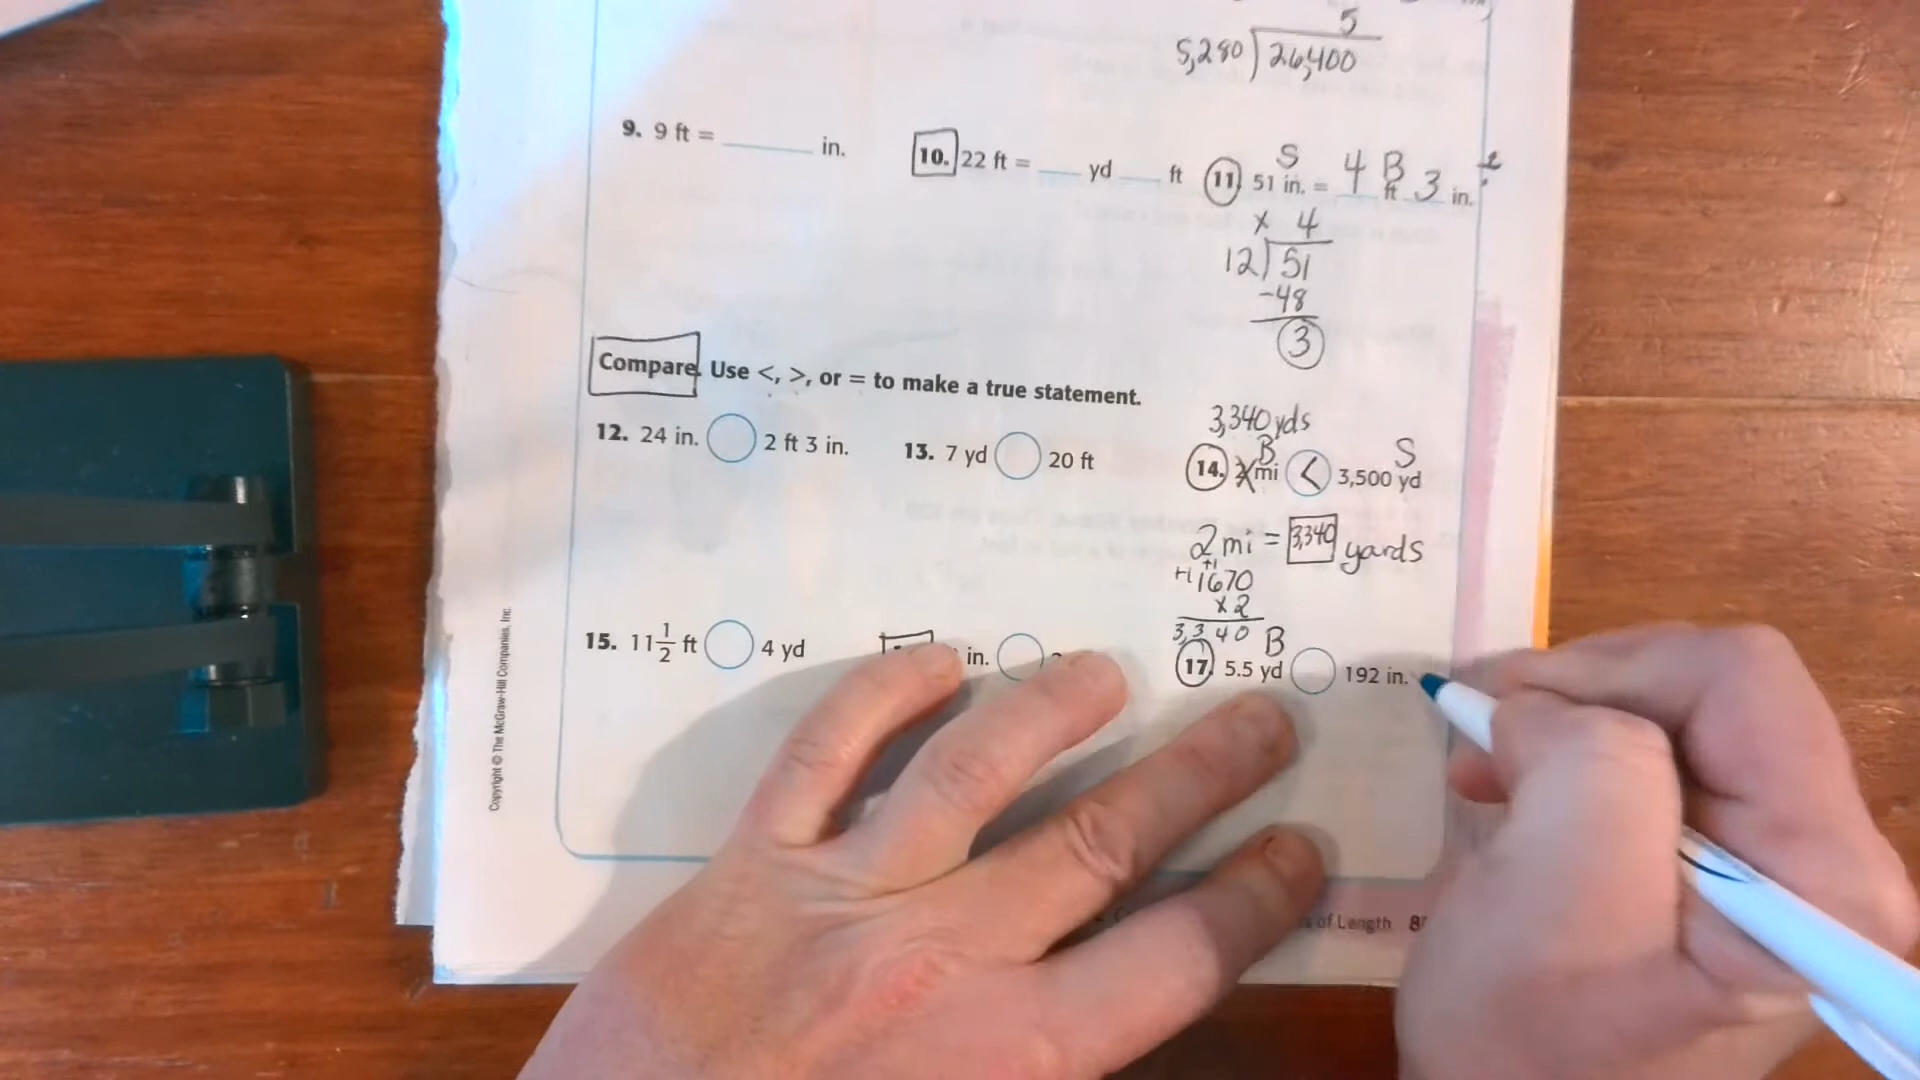 5
5,280 26,400
9. 9 ft = in.
10. 22 ft = yd ft
S B
11. 51 in. = 4 ft 3 in.
x 4
12 51
-48
3
Compare. Use <, >, or = to make a true statement.
3,340 yds
B S
12. 24 in. 2 ft 3 in.
13. 7 yd 20 ft
14. 2 mi < 3,500 yd
2 mi = 3,340 yards
+1
+1 1670
x 2
3,340
B
15. 11 1/2 ft 4 yd
in.
17. 5.5 yd 192 in.
of Length
Copyright © The McGraw-Hill Companies, Inc.